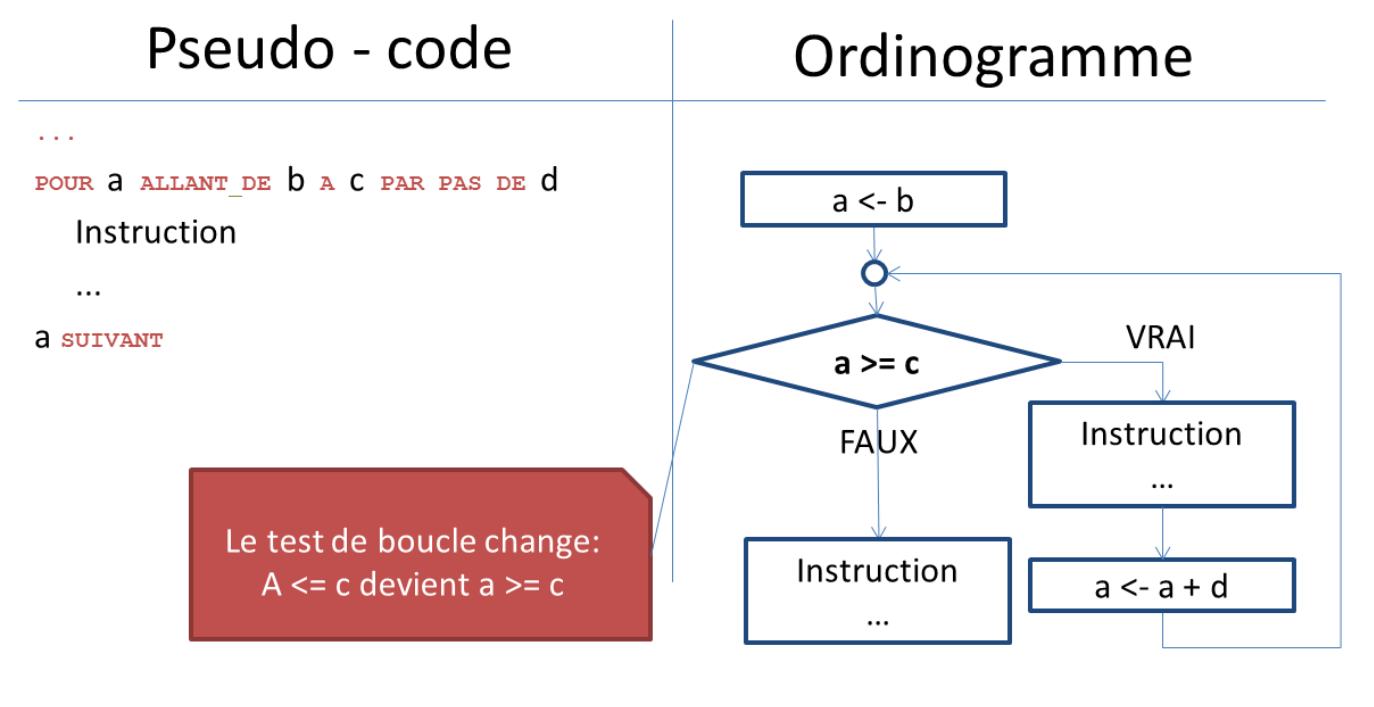 Pseudo - code
...
POUR a ALLANT_DE b A c PAR PAS DE d
Instruction
...
a SUIVANT
Le test de boucle change:
A <= c devient a >= c
Ordinogramme
a <- b
a >= c
VRAI
FAUX
Instruction
...
a <- a + d
Instruction
...